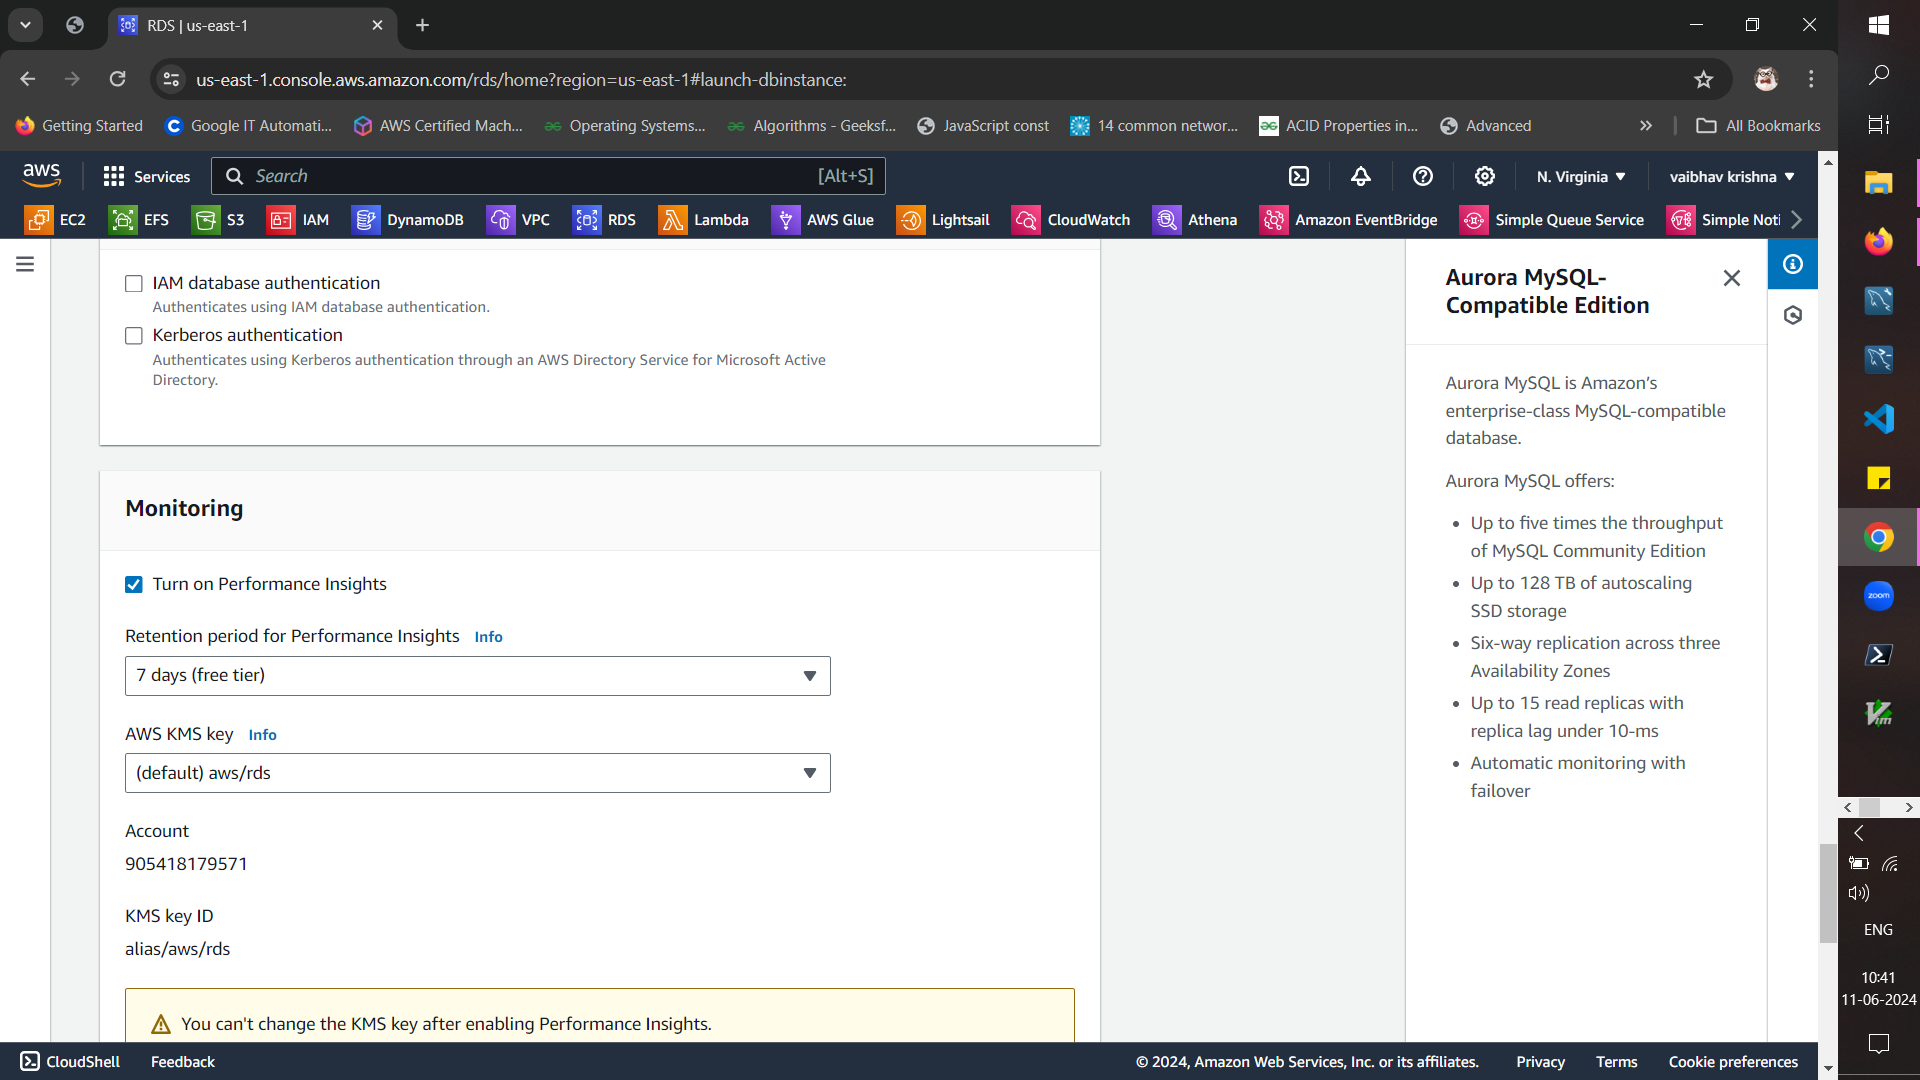 RDS | us-east-1
us-east-1.console.aws.amazon.com/rds/home?region=us-east-1#launch-dbinstance:
Getting Started
Google IT Automati...
AWS Certified Mach...
Operating Systems...
Algorithms - Geeksf...
JavaScript const
14 common networ...
ACID Properties in...
Advanced
All Bookmarks
aws
Services
Search
[Alt+S]
N. Virginia
vaibhav krishna
EC2
EFS
S3
IAM
DynamoDB
VPC
RDS
Lambda
AWS Glue
Lightsail
CloudWatch
Athena
Amazon EventBridge
Simple Queue Service
Simple Noti
IAM database authentication
Authenticates using IAM database authentication.
Kerberos authentication
Authenticates using Kerberos authentication through an AWS Directory Service for Microsoft Active
Directory.
Monitoring
Turn on Performance Insights
Retention period for Performance Insights Info
7 days (free tier)
AWS KMS key Info
(default) aws/rds
Account
905418179571
KMS key ID
alias/aws/rds
You can't change the KMS key after enabling Performance Insights.
Aurora MySQL-
Compatible Edition
Aurora MySQL is Amazon’s
enterprise-class MySQL-compatible
database.
Aurora MySQL offers:
• Up to five times the throughput
of MySQL Community Edition
• Up to 128 TB of autoscaling
SSD storage
• Six-way replication across three
Availability Zones
• Up to 15 read replicas with
replica lag under 10-ms
• Automatic monitoring with
failover
CloudShell
Feedback
© 2024, Amazon Web Services, Inc. or its affiliates.
Privacy
Terms
Cookie preferences
zoom
Vim
ENG
10:41
11-06-2024